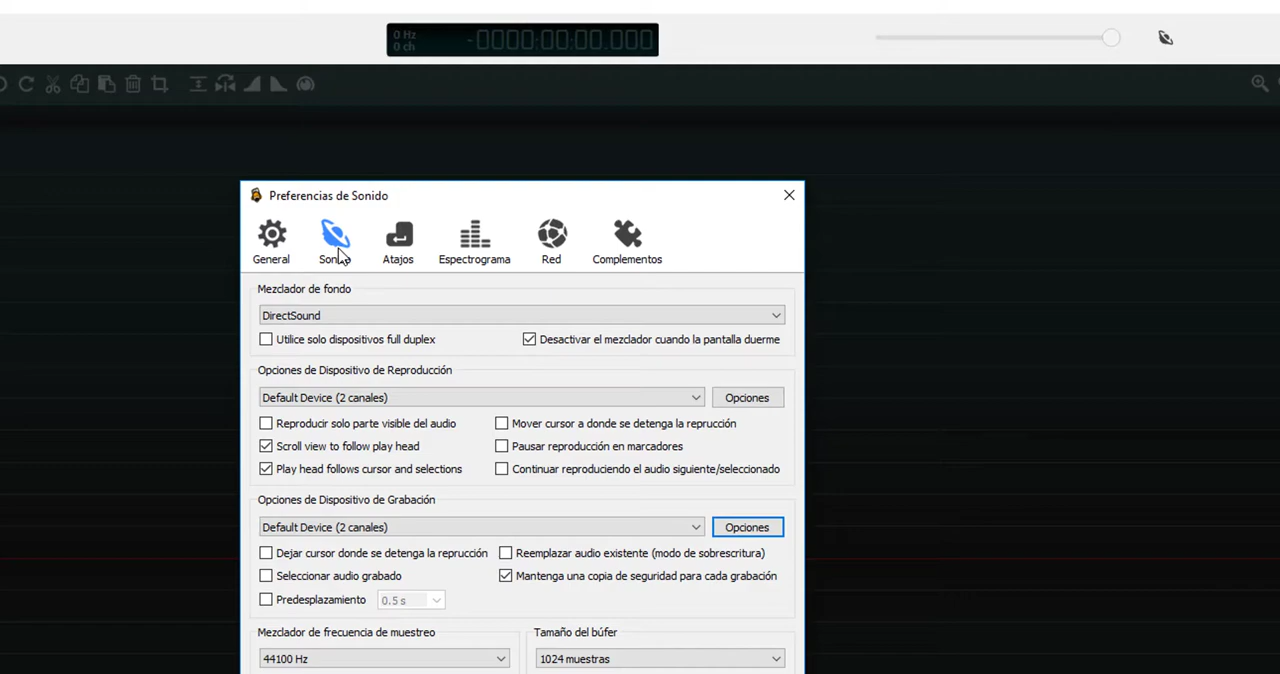 0 Hz
0 ch
-0000:00:00.000
Preferencias de Sonido
General
Sonido
Atajos
Espectrograma
Red
Complementos
Mezclador de fondo
DirectSound
Utilice solo dispositivos full duplex
Desactivar el mezclador cuando la pantalla duerme
Opciones de Dispositivo de Reproducción
Default Device (2 canales)
Opciones
Reproducir solo parte visible del audio
Mover cursor a donde se detenga la reprucción
Scroll view to follow play head
Pausar reproducción en marcadores
Play head follows cursor and selections
Continuar reproduciendo el audio siguiente/seleccionado
Opciones de Dispositivo de Grabación
Default Device (2 canales)
Opciones
Dejar cursor donde se detenga la reprucción
Reemplazar audio existente (modo de sobrescritura)
Seleccionar audio grabado
Mantenga una copia de seguridad para cada grabación
Predesplazamiento
0.5 s
Mezclador de frecuencia de muestreo
Tamaño del búfer
44100 Hz
1024 muestras